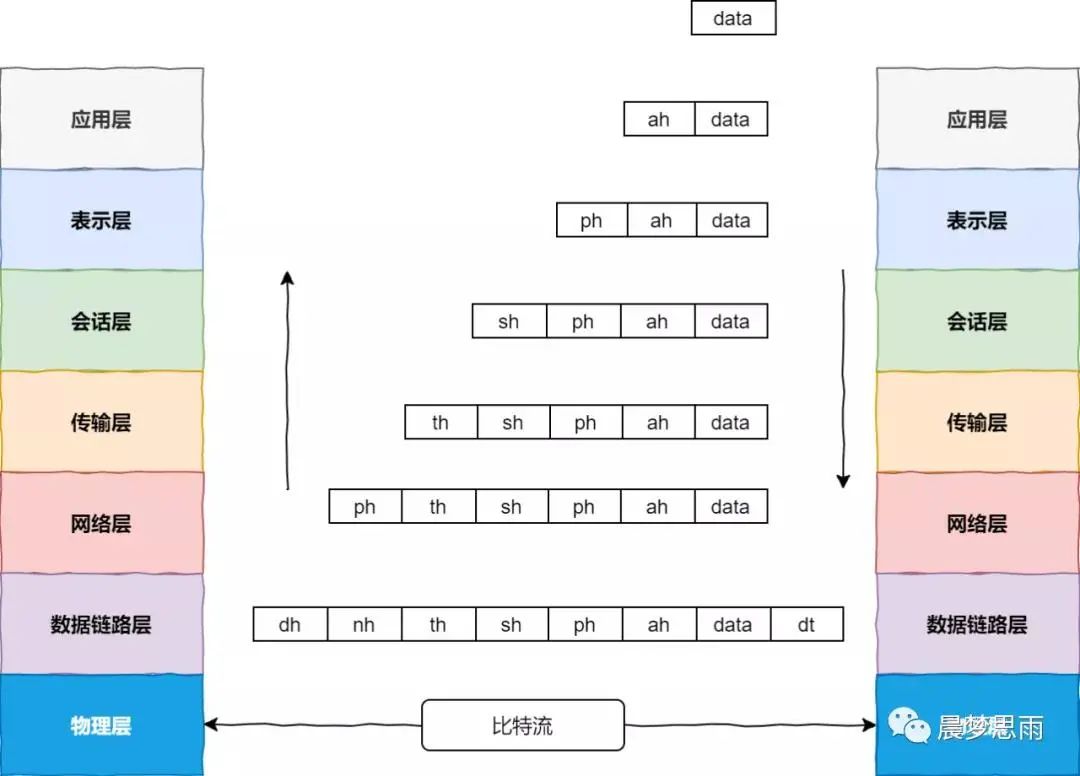 data
应用层 ah data 应用层
表示层 ph ah data 表示层
会话层 sh ph ah data 会话层
传输层 th sh ph ah data 传输层
网络层 ph th sh ph ah data 网络层
数据链路层 dh nh th sh ph ah data dt 数据链路层
物理层 比特流
晨梦思雨